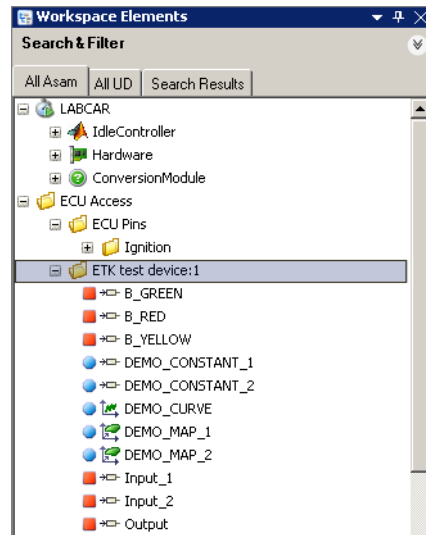 Workspace Elements
Search & Filter
All Asam All UD Search Results
LABCAR
IdleController
Hardware
ConversionModule
ECU Access
ECU Pins
Ignition
ETK test device:1
B_GREEN
B_RED
B_YELLOW
DEMO_CONSTANT_1
DEMO_CONSTANT_2
DEMO_CURVE
DEMO_MAP_1
DEMO_MAP_2
Input_1
Input_2
Output